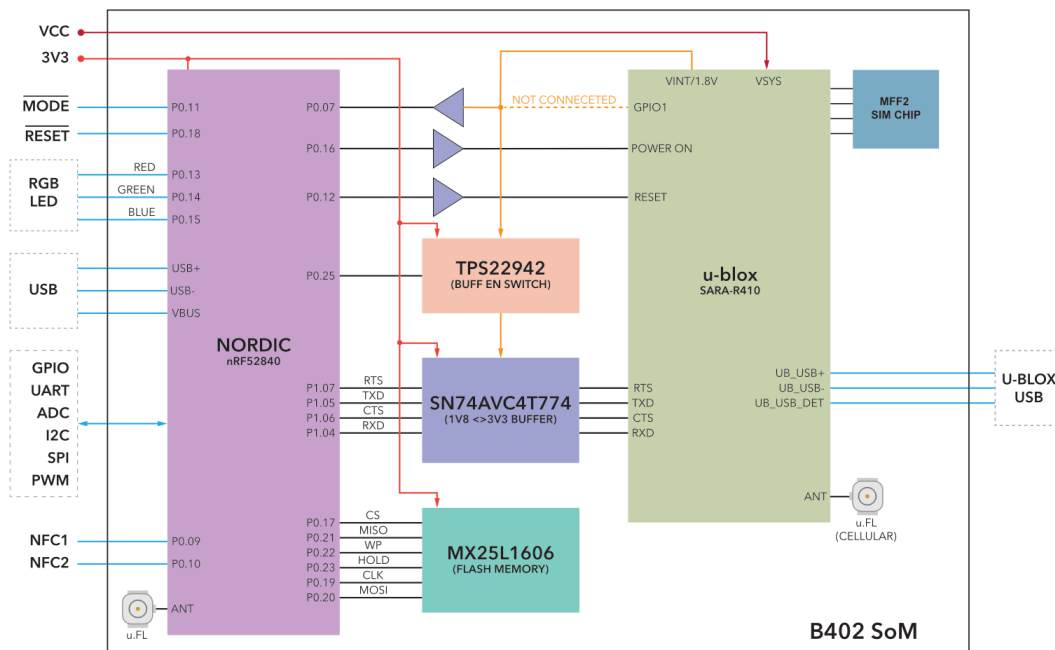 VCC
3V3
MODE
RESET
RGB
LED
RED
GREEN
BLUE
USB
GPIO
UART
ADC
I2C
SPI
PWM
NFC1
NFC2
u.FL
P0.11
P0.18
P0.13
P0.14
P0.15
USB+
USB-
VBUS
P0.09
P0.10
ANT
NORDIC
nRF52840
P0.07
P0.16
P0.12
P0.25
P1.07
P1.05
P1.06
P1.04
P0.17
P0.21
P0.22
P0.23
P0.19
P0.20
RTS
TXD
CTS
RXD
CS
MISO
WP
HOLD
CLK
MOSI
NOT CONNECETED
TPS22942
(BUFF EN SWITCH)
SN74AVC4T774
(1V8 <>3V3 BUFFER)
MX25L1606
(FLASH MEMORY)
VINT/1.8V
VSYS
GPIO1
POWER ON
RESET
u-blox
SARA-R410
RTS
TXD
CTS
RXD
UB_USB+
UB_USB-
UB_USB_DET
ANT
MFF2
SIM CHIP
U-BLOX
USB
u.FL
(CELLULAR)
B402 SoM